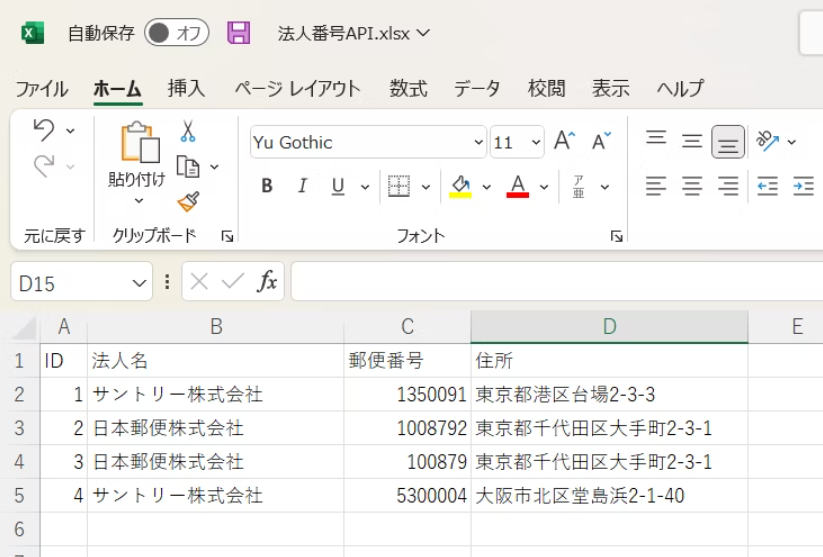 自動保存 オフ 法人番号API.xlsx
ファイル ホーム 挿入 ページ レイアウト 数式 データ 校閲 表示 ヘルプ
貼り付け
Yu Gothic 11 A A
B I U A ア亜 ab
元に戻す クリップボード フォント
D15 fx
A B C D E
1 ID 法人名 郵便番号 住所
2 1 サントリー株式会社 1350091 東京都港区台場2-3-3
3 2 日本郵便株式会社 1008792 東京都千代田区大手町2-3-1
4 3 日本郵便株式会社 100879 東京都千代田区大手町2-3-1
5 4 サントリー株式会社 5300004 大阪市北区堂島浜2-1-40
6